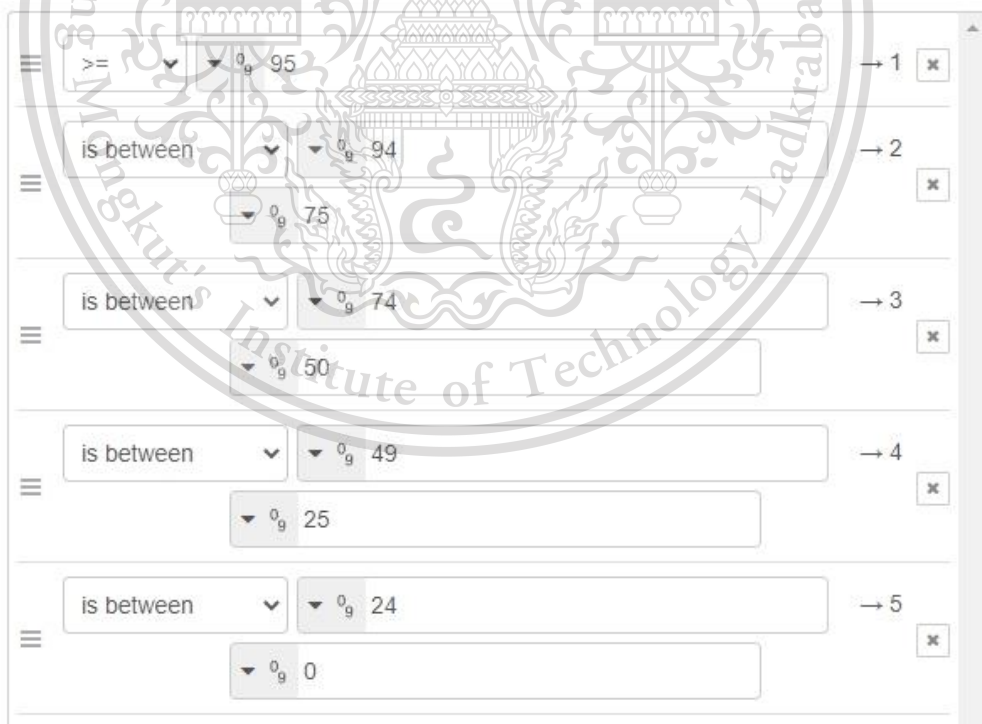 >= 95 → 1
is between 94 → 2
75
is between 74 → 3
50
is between 49 → 4
25
is between 24 → 5
0
Mongkut's Institute of Technology Ladkrabang